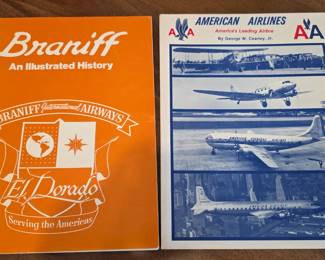 Braniff
An Illustrated History
BRANIFF International AIRWAYS
El Dorado
Serving the Americas
AMERICAN AIRLINES
America's Leading Airline
By George W. Cearley, Jr.
AA
AA